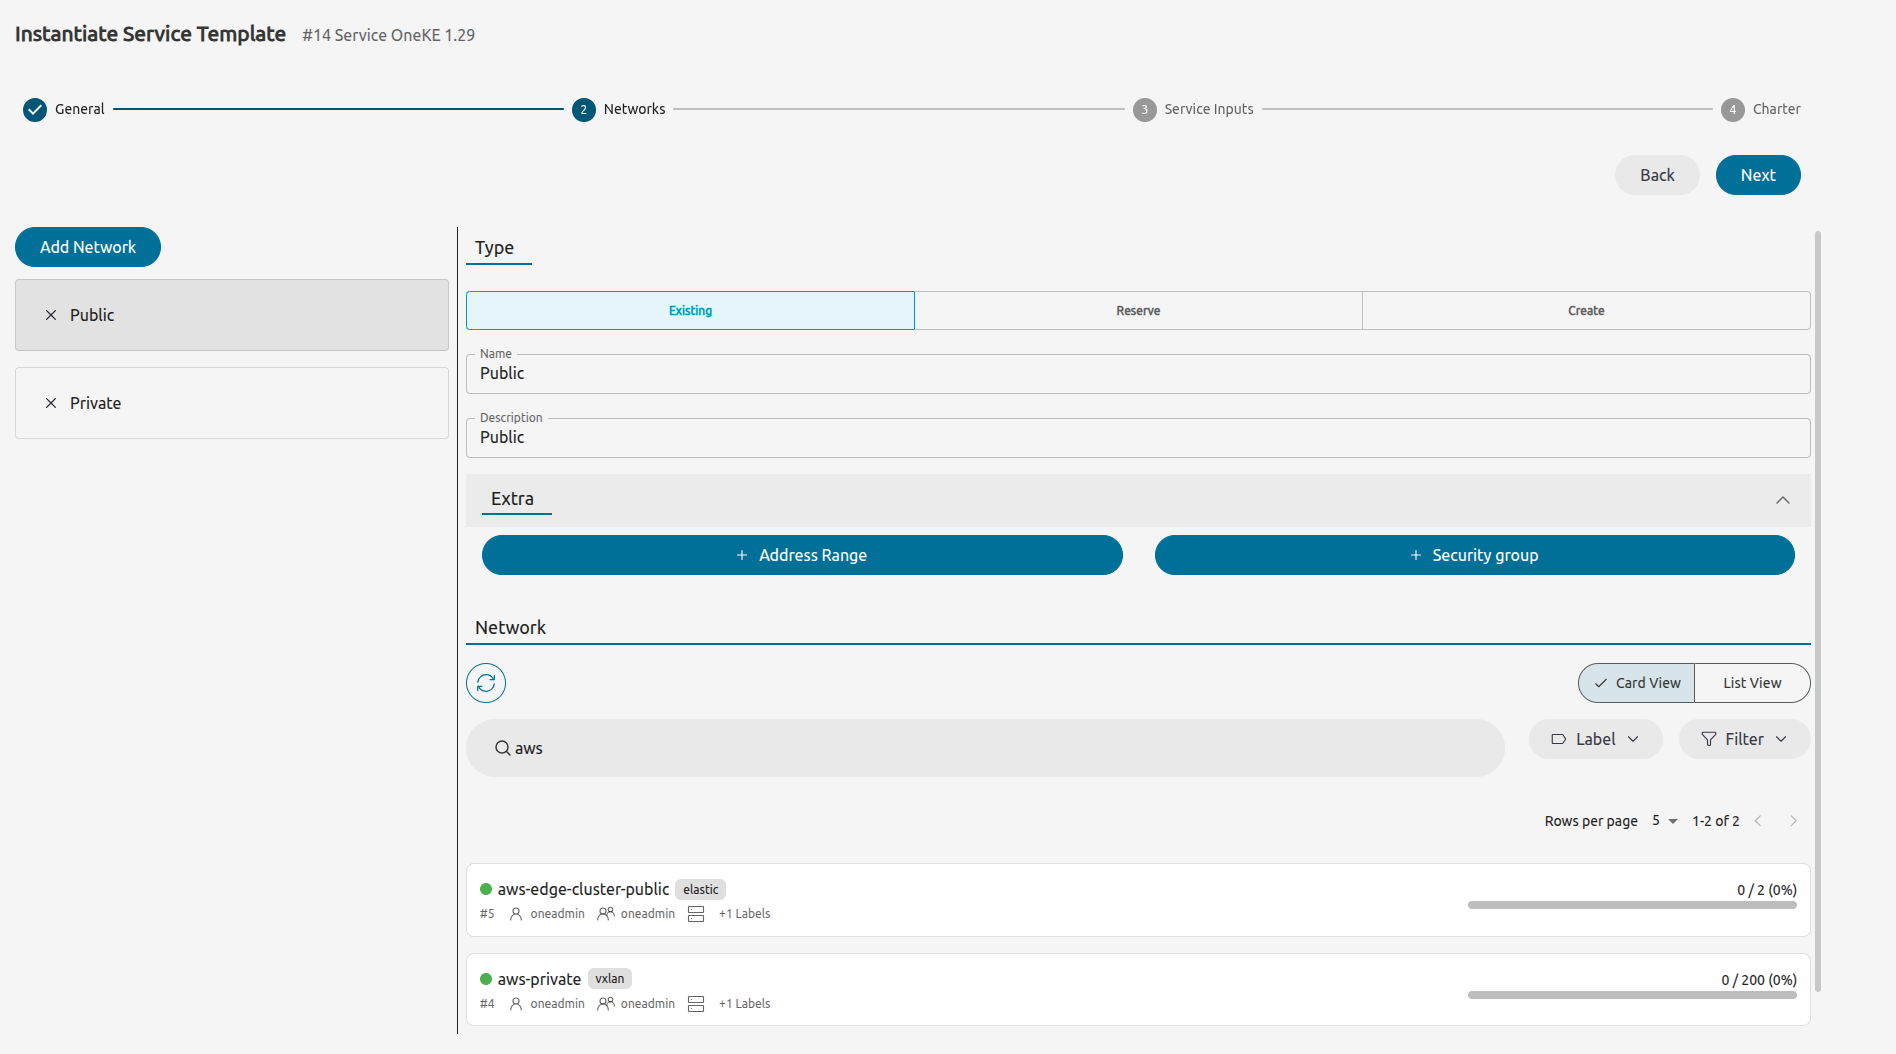 Instantiate Service Template #14 Service OneKE 1.29
General 2 Networks 3 Service Inputs 4 Charter
Back Next
Add Network
Public
Private
Type
Existing Reserve Create
Name
Public
Description
Public
Extra
+ Address Range + Security group
Network
Card View List View
aws Label Filter
Rows per page 5 1-2 of 2
aws-edge-cluster-public elastic 0 / 2 (0%)
#5 oneadmin oneadmin +1 Labels
aws-private vxlan 0 / 200 (0%)
#4 oneadmin oneadmin +1 Labels